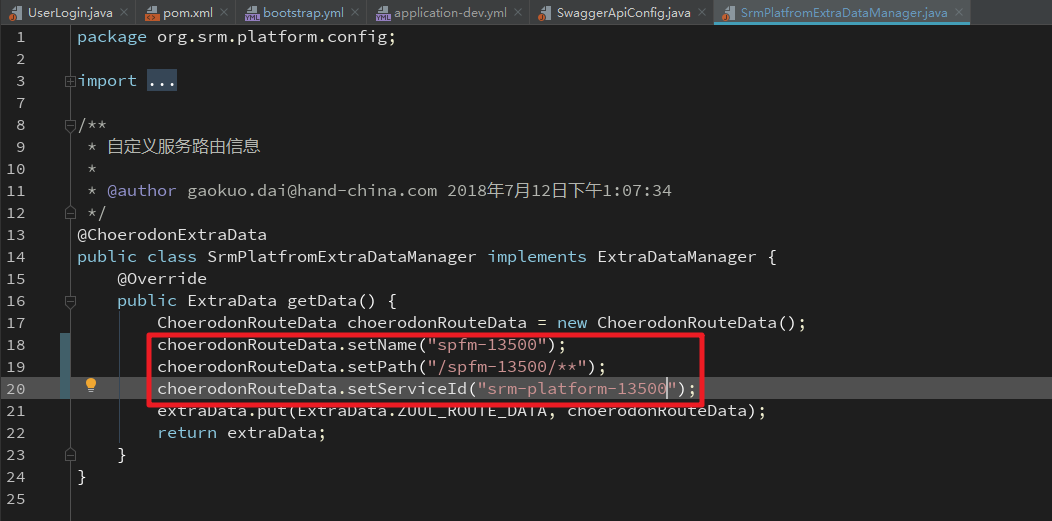 UserLogin.java × pom.xml × bootstrap.yml × application-dev.yml × SwaggerApiConfig.java × SrmPlatfromExtraDataManager.java ×
1 package org.srm.platform.config;
2
3 import ...
7
8 /**
9 * 自定义服务路由信息
10 *
11 * @author gaokuo.dai@hand-china.com 2018年7月12日下午1:07:34
12 */
13 @ChoerodonExtraData
14 public class SrmPlatfromExtraDataManager implements ExtraDataManager {
15 @Override
16 public ExtraData getData() {
17 ChoerodonRouteData choerodonRouteData = new ChoerodonRouteData();
18 choerodonRouteData.setName("spfm-13500");
19 choerodonRouteData.setPath("/spfm-13500/**");
20 choerodonRouteData.setServiceId("srm-platform-13500");
21 extraData.put(ExtraData.ZUUL_ROUTE_DATA, choerodonRouteData);
22 return extraData;
23 }
24 }
25